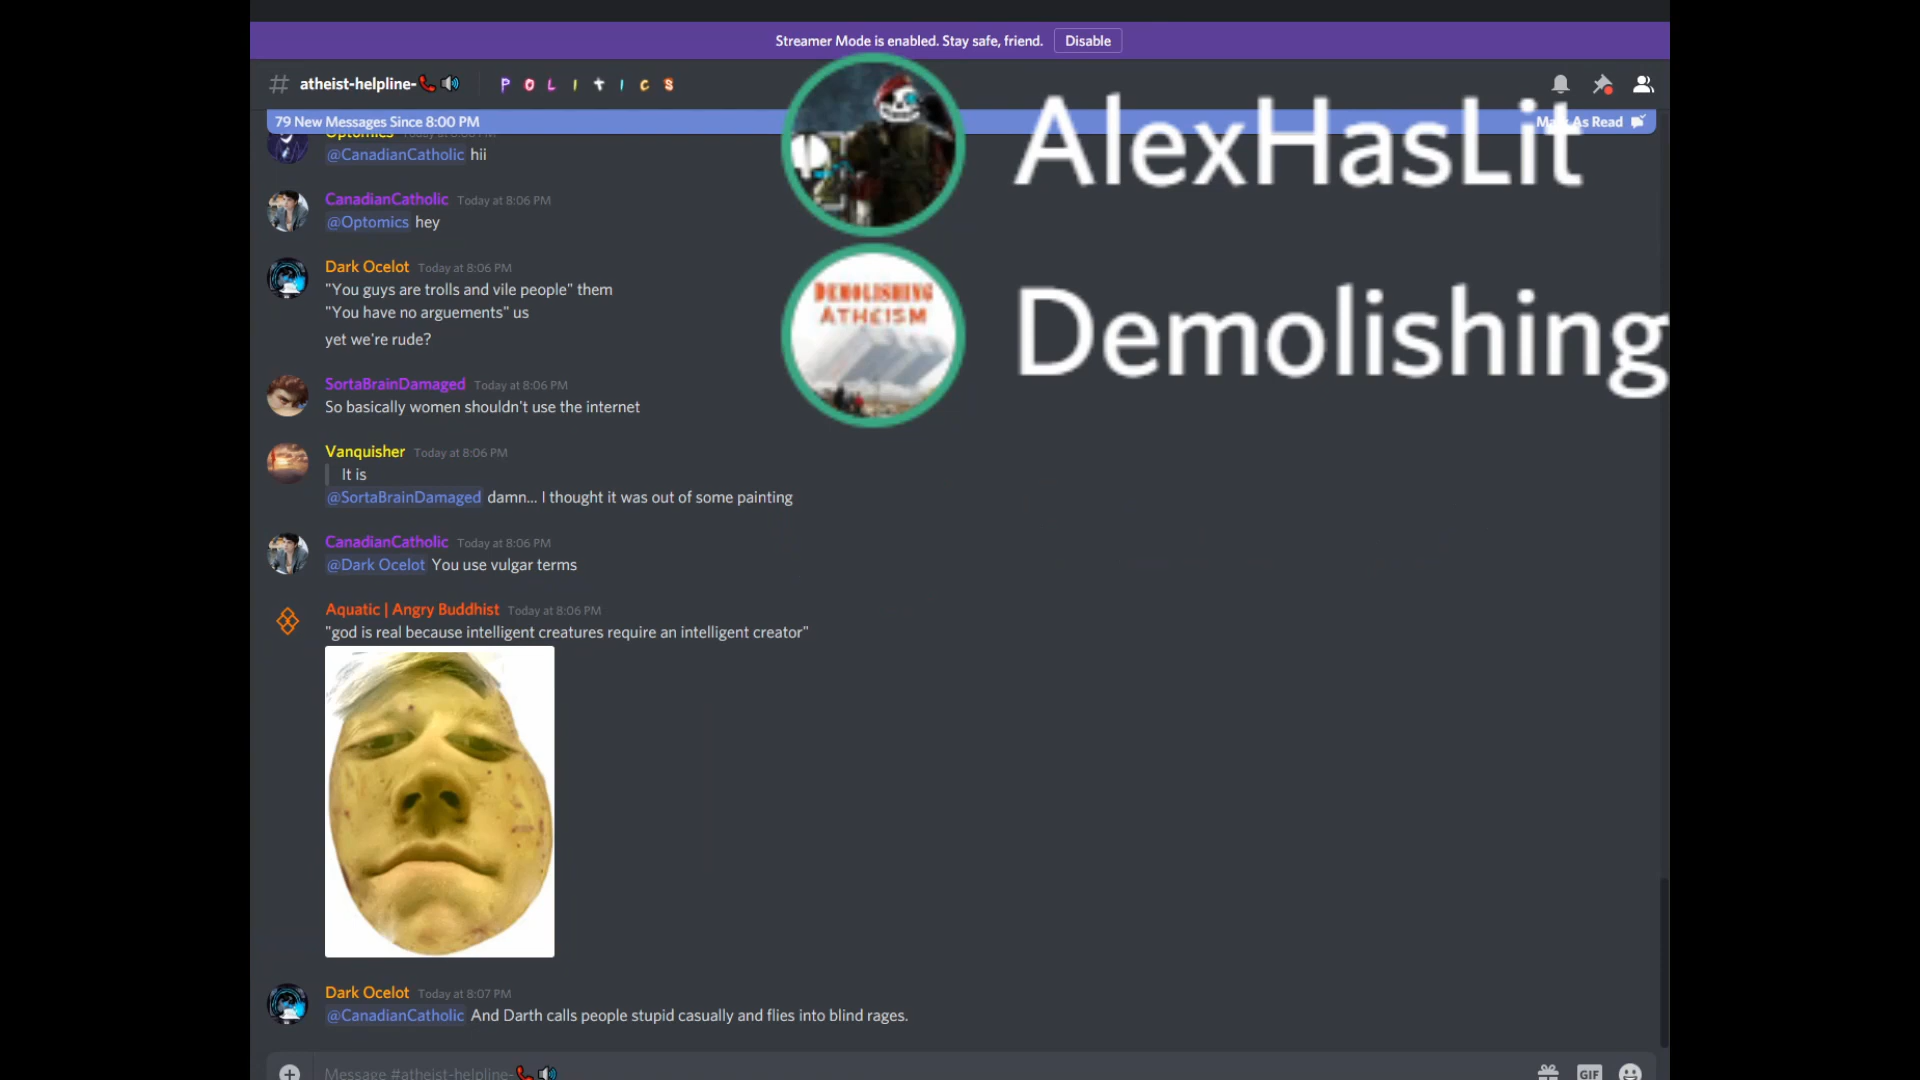 Streamer Mode is enabled. Stay safe, friend. Disable
atheist-helpline- P O L I T I C S
79 New Messages Since 8:00 PM
As Read
Optomics Today at
@CanadianCatholic hii
CanadianCatholic Today at 8:06 PM
@Optomics hey
Dark Ocelot Today at 8:06 PM
"You guys are trolls and vile people" them
"You have no arguements" us
yet we're rude?
SortaBrainDamaged Today at 8:06 PM
So basically women shouldn't use the internet
Vanquisher Today at 8:06 PM
It is
@SortaBrainDamaged damn... I thought it was out of some painting
CanadianCatholic Today at 8:06 PM
@Dark Ocelot You use vulgar terms
Aquatic | Angry Buddhist Today at 8:06 PM
"god is real because intelligent creatures require an intelligent creator"
Dark Ocelot Today at 8:07 PM
@CanadianCatholic And Darth calls people stupid casually and flies into blind rages.
Message #atheist-helpline-
GIF
AlexHasLit
DEMOLISHING
ATHEISM
Demolishing